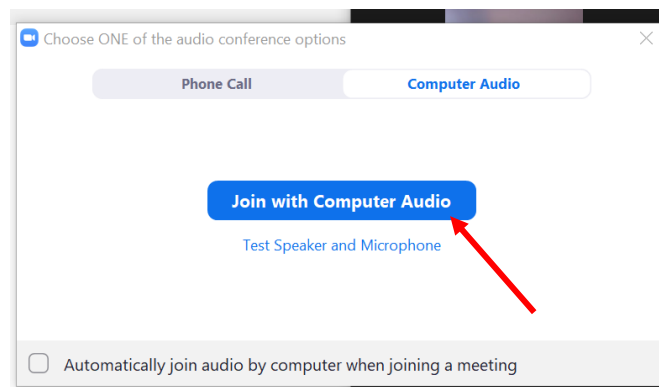 Choose ONE of the audio conference options
Phone Call
Computer Audio
Join with Computer Audio
Test Speaker and Microphone
Automatically join audio by computer when joining a meeting